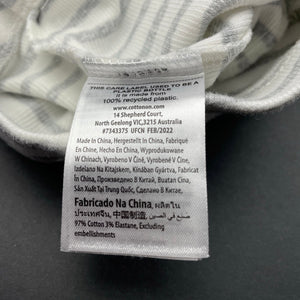 THIS CARE LABEL USED TO BE A
PLASTIC BOTTLE
it is made from
100% recycled plastic.
www.cottonon.com
14 Shepherd Court,
North Geelong VIC,3215 Australia
#7343375 UFCN FEB/2022
Made In China, Hergestellt In China, Fabriqué
En Chine, Hecho En China, Wyprodukowane
W Chinach, Vyrobeno V Číně, Vyrobené V Číne,
Izdelano Na Kitajskem, Kínában Gyártva, Fabricat
În China, Произведено В Китай, Buatan Cina,
Sản Xuất Tại Trung Quốc, Gemaakt In China,
Fabricado Na China, ผลิตใน
ประเทศจีน, 中国制造, صنع في الصين
97% Cotton 3% Elastane, Excluding
embellishments